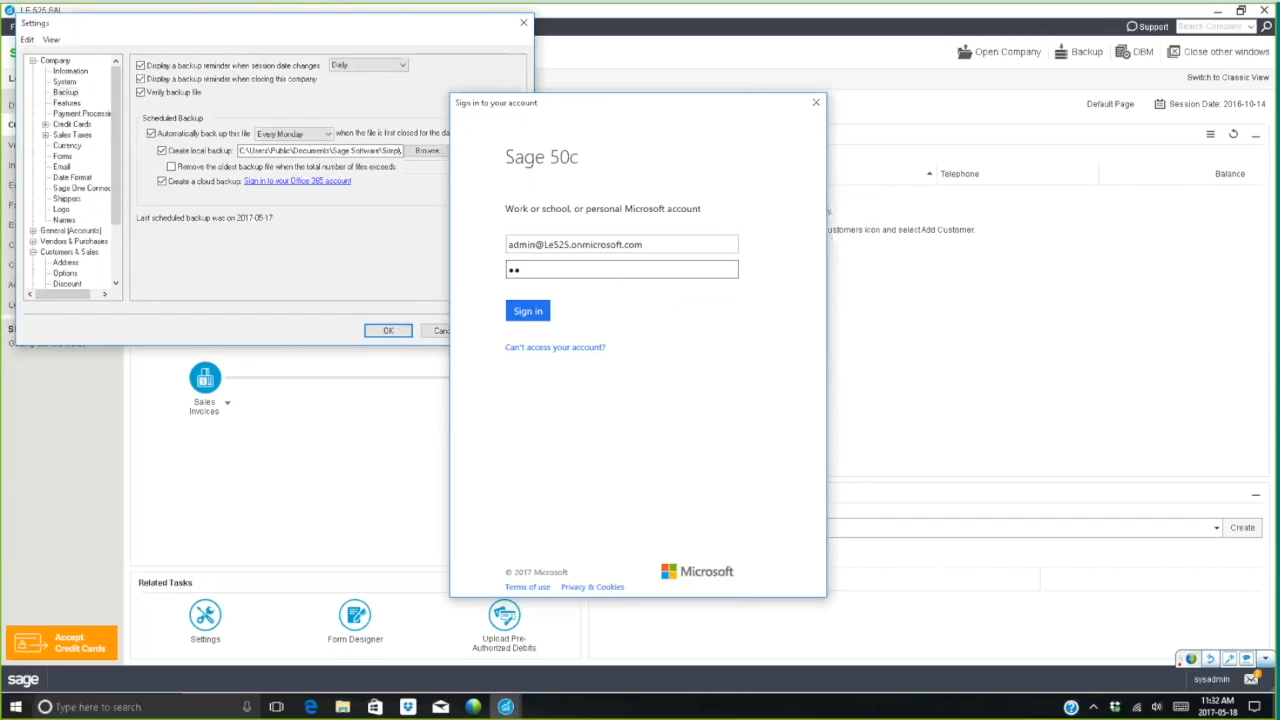 LE 525.SAI
Settings
Edit View
Company
Information
System
Backup
Features
Payment Processi
Credit Cards
Sales Taxes
Currency
Forms
Email
Date Format
Sage One Connec
Shippers
Logo
Names
General (Accounts)
Vendors & Purchases
Customers & Sales
Address
Options
Discount
Display a backup reminder when session date changes Daily
Display a backup reminder when closing this company
Verify backup file
Scheduled Backup
Automatically back up this file Every Monday when the file is first closed for the da
Create local backup: C:\Users\Public\Documents\Sage Software\Simply Browse...
Remove the oldest backup file when the total number of files exceeds
Create a cloud backup: Sign in to your Office 365 account
Last scheduled backup was on 2017-05-17
OK Canc
Support Search Company
Open Company Backup DBM Close other windows
Switch to Classic View
Default Page Session Date: 2016-10-14
Telephone Balance
ustomers icon and select Add Customer.
Sign in to your account
Sage 50c
Work or school, or personal Microsoft account
admin@Le525.onmicrosoft.com
Sign in
Can't access your account?
© 2017 Microsoft
Microsoft
Terms of use Privacy & Cookies
Sales
Invoices
Create
Related Tasks
Settings
Form Designer
Upload Pre-
Authorized Debits
Accept
Credit Cards
sage
sysadmin
Type here to search
11:32 AM
2017-05-18